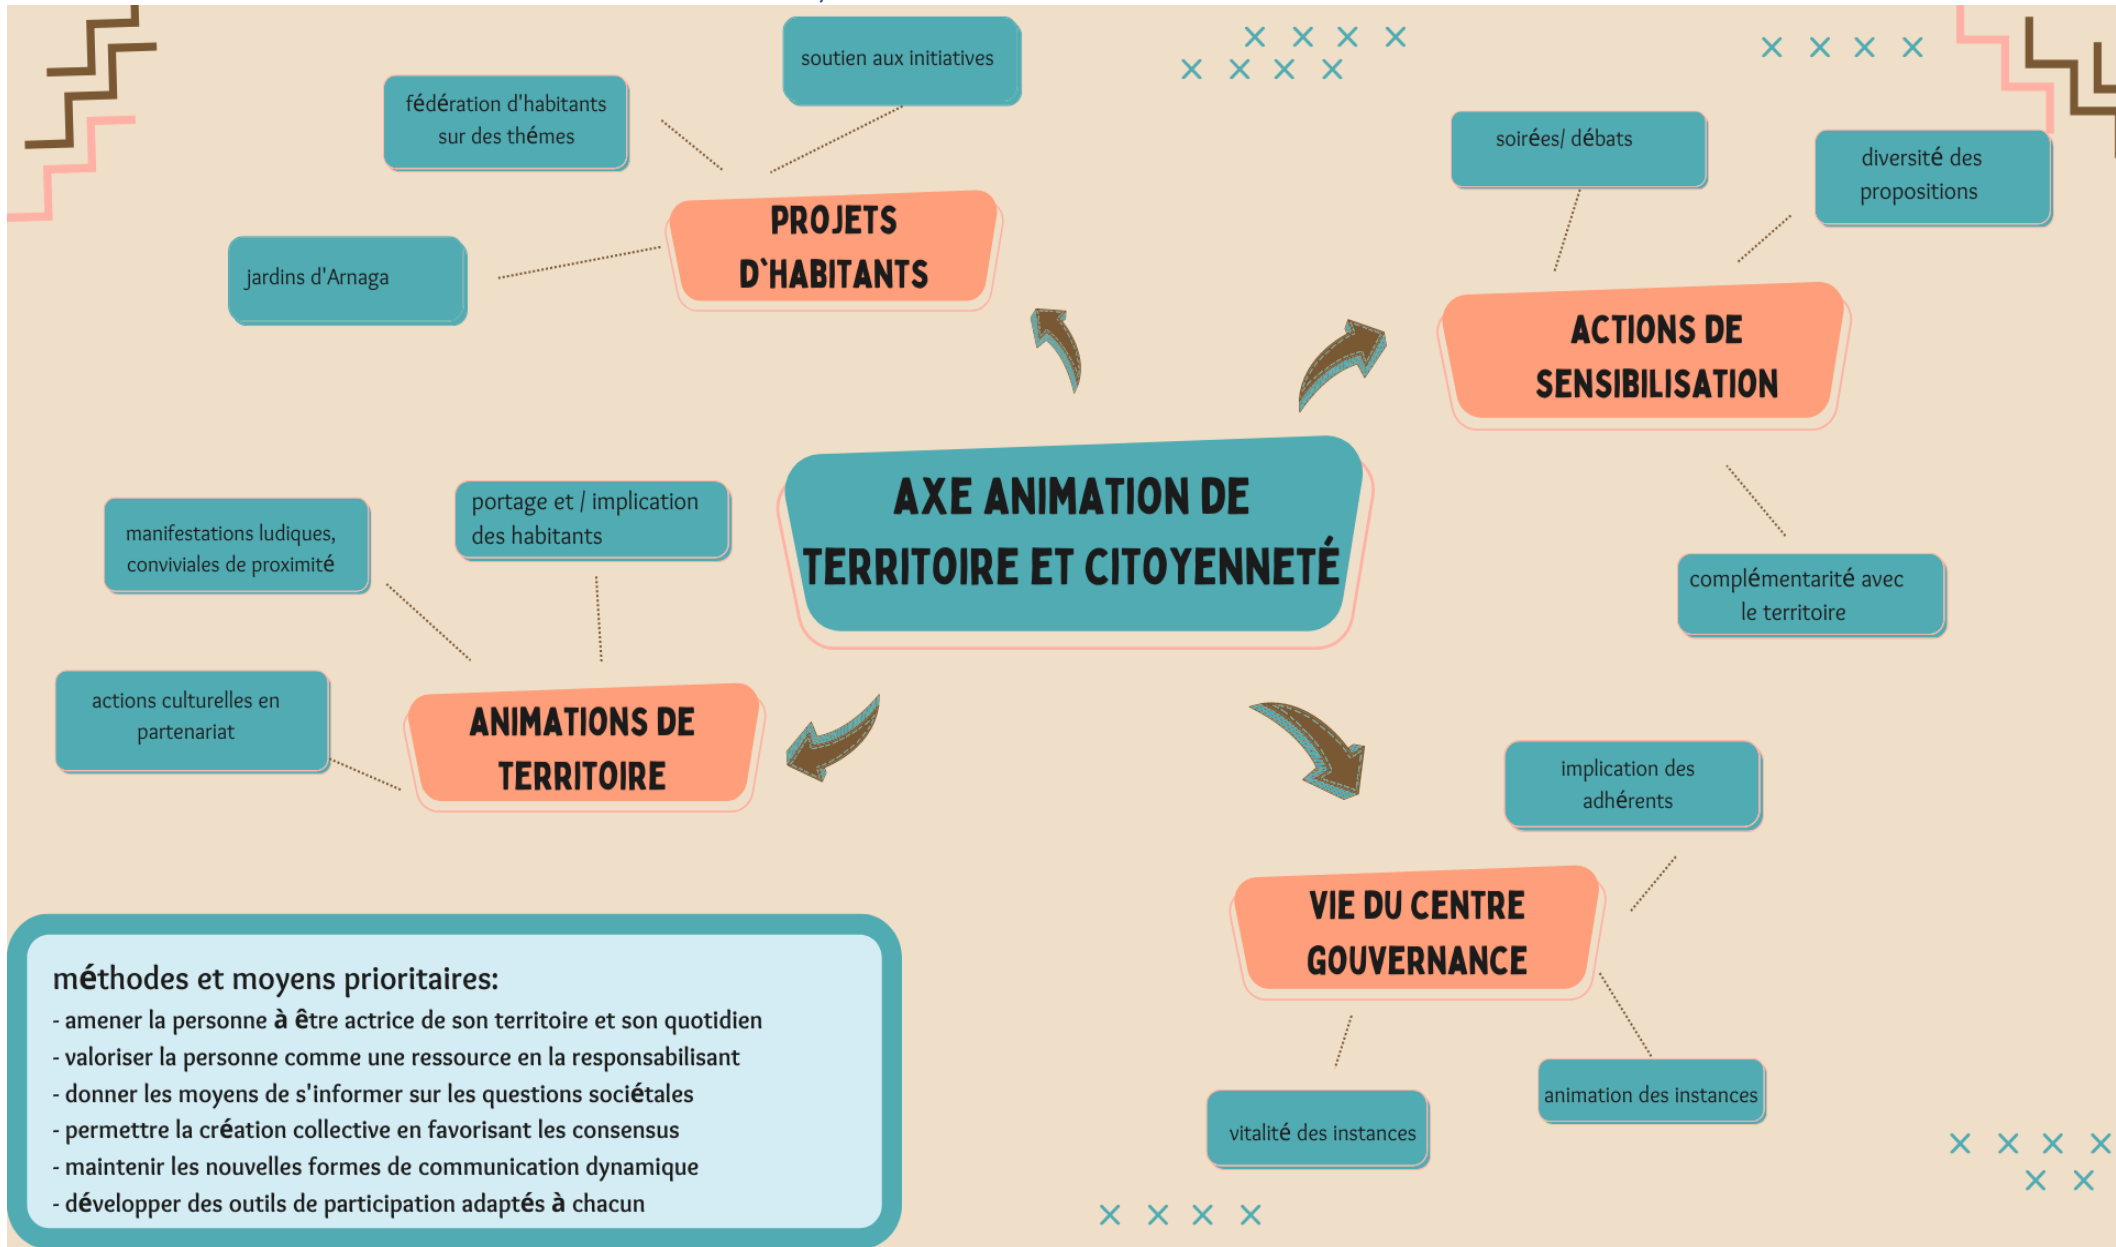 soutien aux initiatives
fédération d'habitants
sur des thémes
jardins d'Arnaga
PROJETS
D'HABITANTS
soirées/ débats
diversité des
propositions
ACTIONS DE
SENSIBILISATION
complémentarité avec
le territoire
AXE ANIMATION DE
TERRITOIRE ET CITOYENNETÉ
portage et / implication
des habitants
manifestations ludiques,
conviviales de proximité
actions culturelles en
partenariat
ANIMATIONS DE
TERRITOIRE
implication des
adhérents
VIE DU CENTRE
GOUVERNANCE
animation des instances
vitalité des instances
méthodes et moyens prioritaires:
- amener la personne à être actrice de son territoire et son quotidien
- valoriser la personne comme une ressource en la responsabilisant
- donner les moyens de s'informer sur les questions sociétales
- permettre la création collective en favorisant les consensus
- maintenir les nouvelles formes de communication dynamique
- développer des outils de participation adaptés à chacun